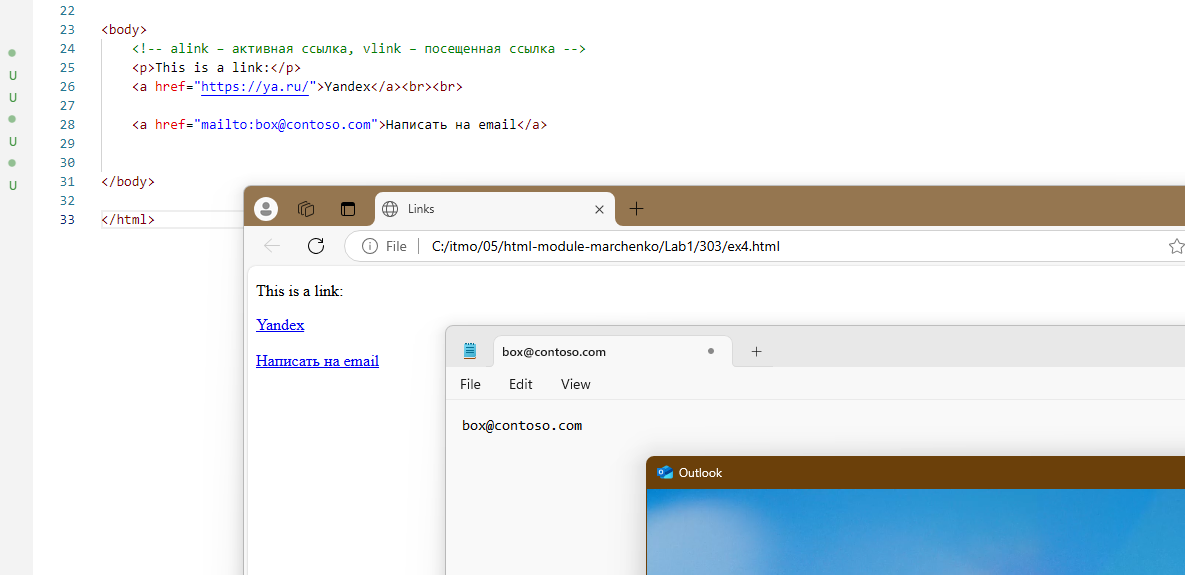 22
23 <body>
24 <!-- alink – активная ссылка, vlink – посещенная ссылка -->
U 25 <p>This is a link:</p>
26 <a href="https://ya.ru/">Yandex</a><br><br>
U 27
28 <a href="mailto:box@contoso.com">Написать на email</a>
U 29
30
U 31 </body>
32
33 </html>
Links
File C:/itmo/05/html-module-marchenko/Lab1/303/ex4.html
This is a link:
Yandex
Написать на email
box@contoso.com
File Edit View
box@contoso.com
Outlook